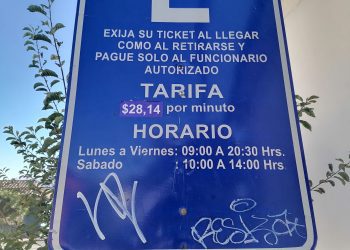 E
EXIJA SU TICKET AL LLEGAR
COMO AL RETIRARSE Y
PAGUE SOLO AL FUNCIONARIO
AUTORIZADO
TARIFA
$28,14 por minuto
HORARIO
Lunes a Viernes: 09:00 A 20:30 Hrs.
Sabado : 10:00 A 14:00 Hrs.